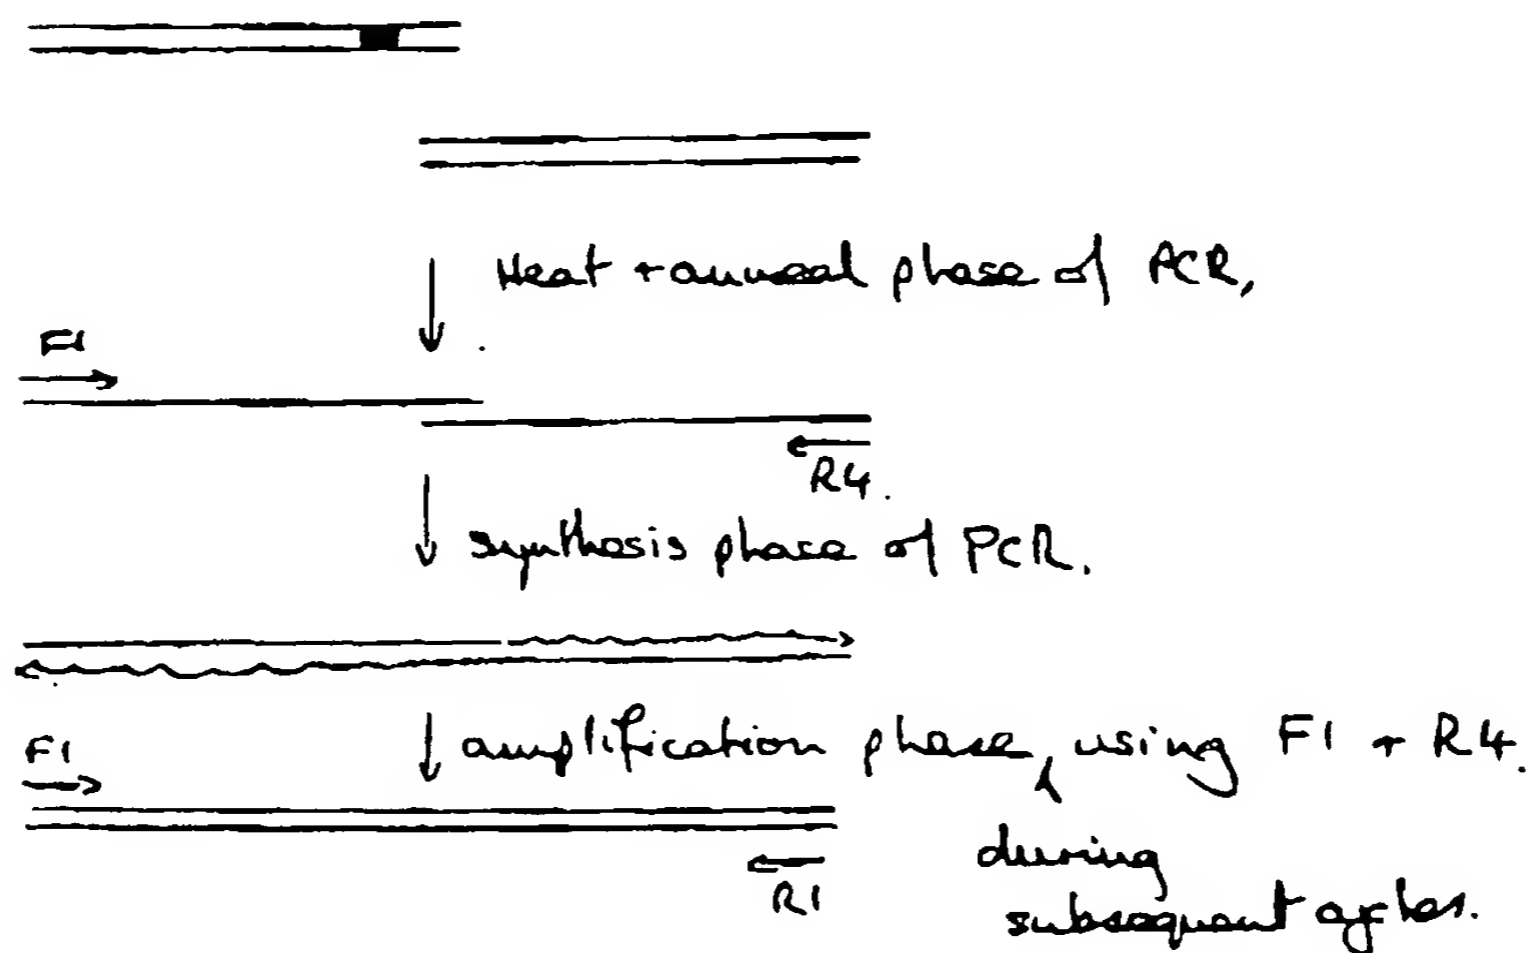 Heat + anneal phase of PCR,
F1
R4.
synthesis phase of PCR.
amplification phase, using F1 + R4.
F1
during
R1
subsequent cycles.